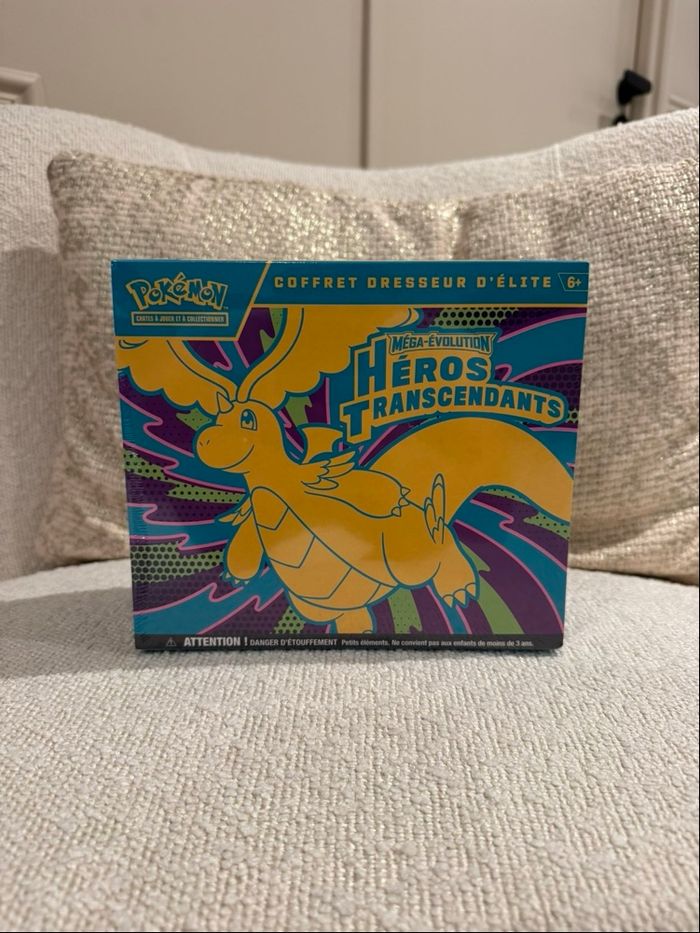 COFFRET DRESSEUR D'ÉLITE
6+
POKéMON
CARTES À JOUER ET À COLLECTIONNER
MÉGA-ÉVOLUTION
HÉROS
TRANSCENDANTS
ATTENTION ! DANGER D'ÉTOUFFEMENT Petits éléments. Ne convient pas aux enfants de moins de 3 ans.